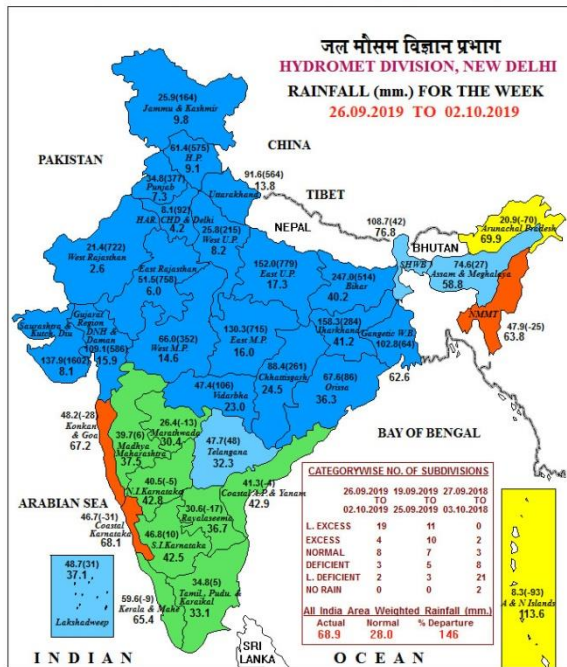 जल मौसम विज्ञान प्रभाग
HYDROMET DIVISION, NEW DELHI
RAINFALL (mm.) FOR THE WEEK
26.09.2019 TO 02.10.2019
25.9(164)
Jammu & Kashmir
9.8
CHINA
PAKISTAN
61.4(575)
H.P.
9.1
34.8(377)
Punjab
7.3
91.6(564)
13.8
Uttarakhand
TIBET
8.1(92)
HAR. CHD & Delhi
4.2
25.8(215)
West U.P.
8.2
NEPAL
108.7(42)
76.8
BHUTAN
20.9(-70)
Arunachal Pradesh
69.9
21.4(722)
West Rajasthan
2.6
East Rajasthan
51.5(758)
6.0
152.0(779)
East U.P.
17.3
247.0(514)
Bihar
40.2
SHWB
74.6(27)
Assam & Meghalaya
58.8
NMMT
47.9(-25)
63.8
Saurashtra &
Kutch, Diu
137.9(1602)
8.1
Gujarat
Region
DNH &
Daman
109.1(586)
15.9
66.0(352)
West M.P.
14.6
130.3(715)
East M.P.
16.0
158.3(284)
Jharkhand
41.2
Gangetic W.B.
102.8(64)
62.6
47.4(106)
Vidarbha
23.0
88.4(261)
Chhattisgarh
24.5
67.6(86)
Orissa
36.3
48.2(-28)
Konkan
& Goa
67.2
39.7(6)
Madhya
Maharashtra
37.5
26.4(-13)
Marathwada
30.4
47.7(48)
Telangana
32.3
BAY OF BENGAL
ARABIAN SEA
40.5(-5)
N.I.Karnataka
42.8
41.3(-4)
Coastal A.P. & Yanam
42.9
30.6(-17)
Rayalaseema
36.7
46.7(-31)
Coastal
Karnataka
68.1
46.8(10)
S.I.Karnataka
42.5
48.7(31)
37.1
Lakshadweep
59.6(-9)
Kerala & Mahe
65.4
34.8(5)
Tamil, Pudu. &
Karaikal
33.1
8.3(-93)
A & N Islands
113.6
CATEGORYWISE NO. OF SUBDIVISIONS
26.09.2019 19.09.2019 27.09.2018
TO TO TO
02.10.2019 25.09.2019 03.10.2018
L. EXCESS 19 11 0
EXCESS 4 10 2
NORMAL 8 7 3
DEFICIENT 3 5 8
L. DEFICIENT 2 3 21
NO RAIN 0 0 2
All India Area Weighted Rainfall (mm.)
Actual Normal % Departure
68.9 28.0 146
SRI
LANKA
INDIAN OCEAN